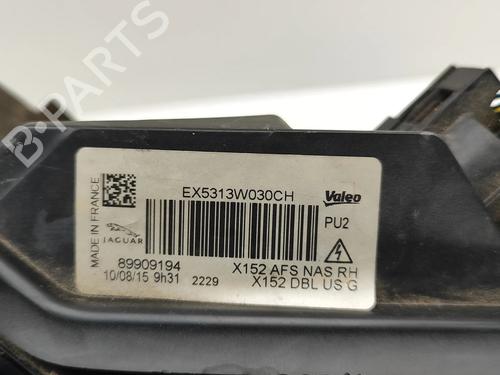 B-PARTS
EX5313W030CH
Valeo
MADE IN FRANCE
JAGUAR
PU2
89909194
X152 AFS NAS RH
10/08/15 9h31
2229
X152 DBL US G